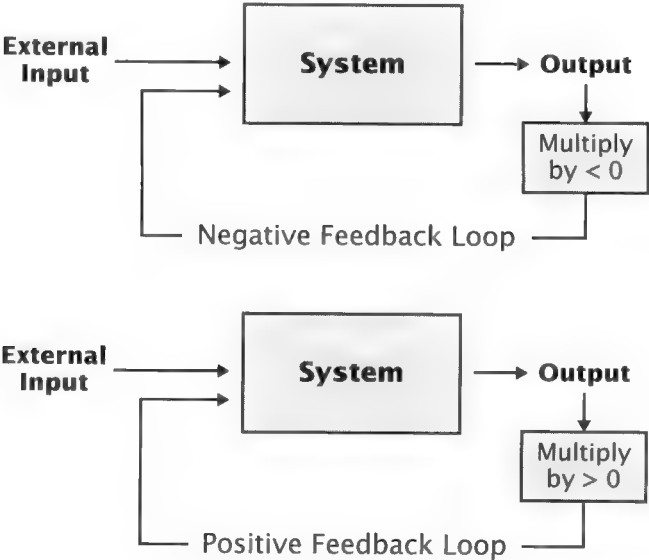 External
Input
System
Output
Multiply
by < 0
Negative Feedback Loop
External
Input
System
Output
Multiply
by > 0
Positive Feedback Loop